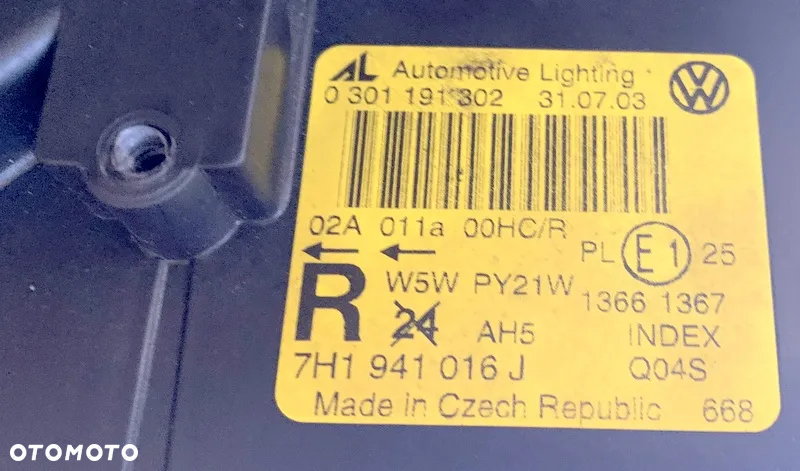 AL Automotive Lighting
0 301 191 302 31.07.03
02A 011a 00HC/R
PL E1 25
R
W5W PY21W
1366 1367
24 AH5 INDEX
7H1 941 016 J Q04S
Made in Czech Republic 668
VW
OTOMOTO